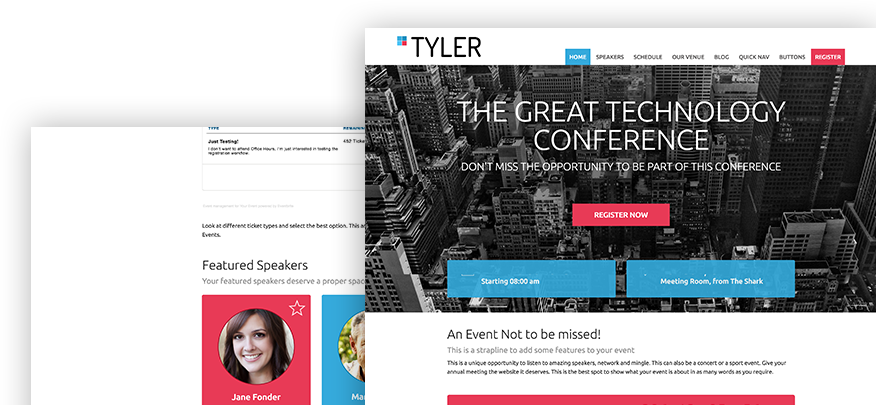 TYLER
HOME SPEAKERS SCHEDULE OUR VENUE BLOG QUICK NAV BUTTONS REGISTER
THE GREAT TECHNOLOGY
CONFERENCE
DON'T MISS THE OPPORTUNITY TO BE PART OF THIS CONFERENCE
REGISTER NOW
Starting 08:00 am
Meeting Room, from The Shark
An Event Not to be missed!
This is a strapline to add some features to your event
This is a unique opportunity to listen to amazing speakers, network and mingle. This can also be a concert or a sport event. Give your
annual meeting the website it deserves. This is the best spot to show what your event is about in as many words as you require.
TYPE
Just Testing! 492 Ticke
I don't want to attend Office Hours, I'm just interested in testing the
registration workflow.
Look at different ticket types and select the best option. This
Events.
Featured Speakers
Your featured speakers deserve a proper spac
Jane Fonder
Ma